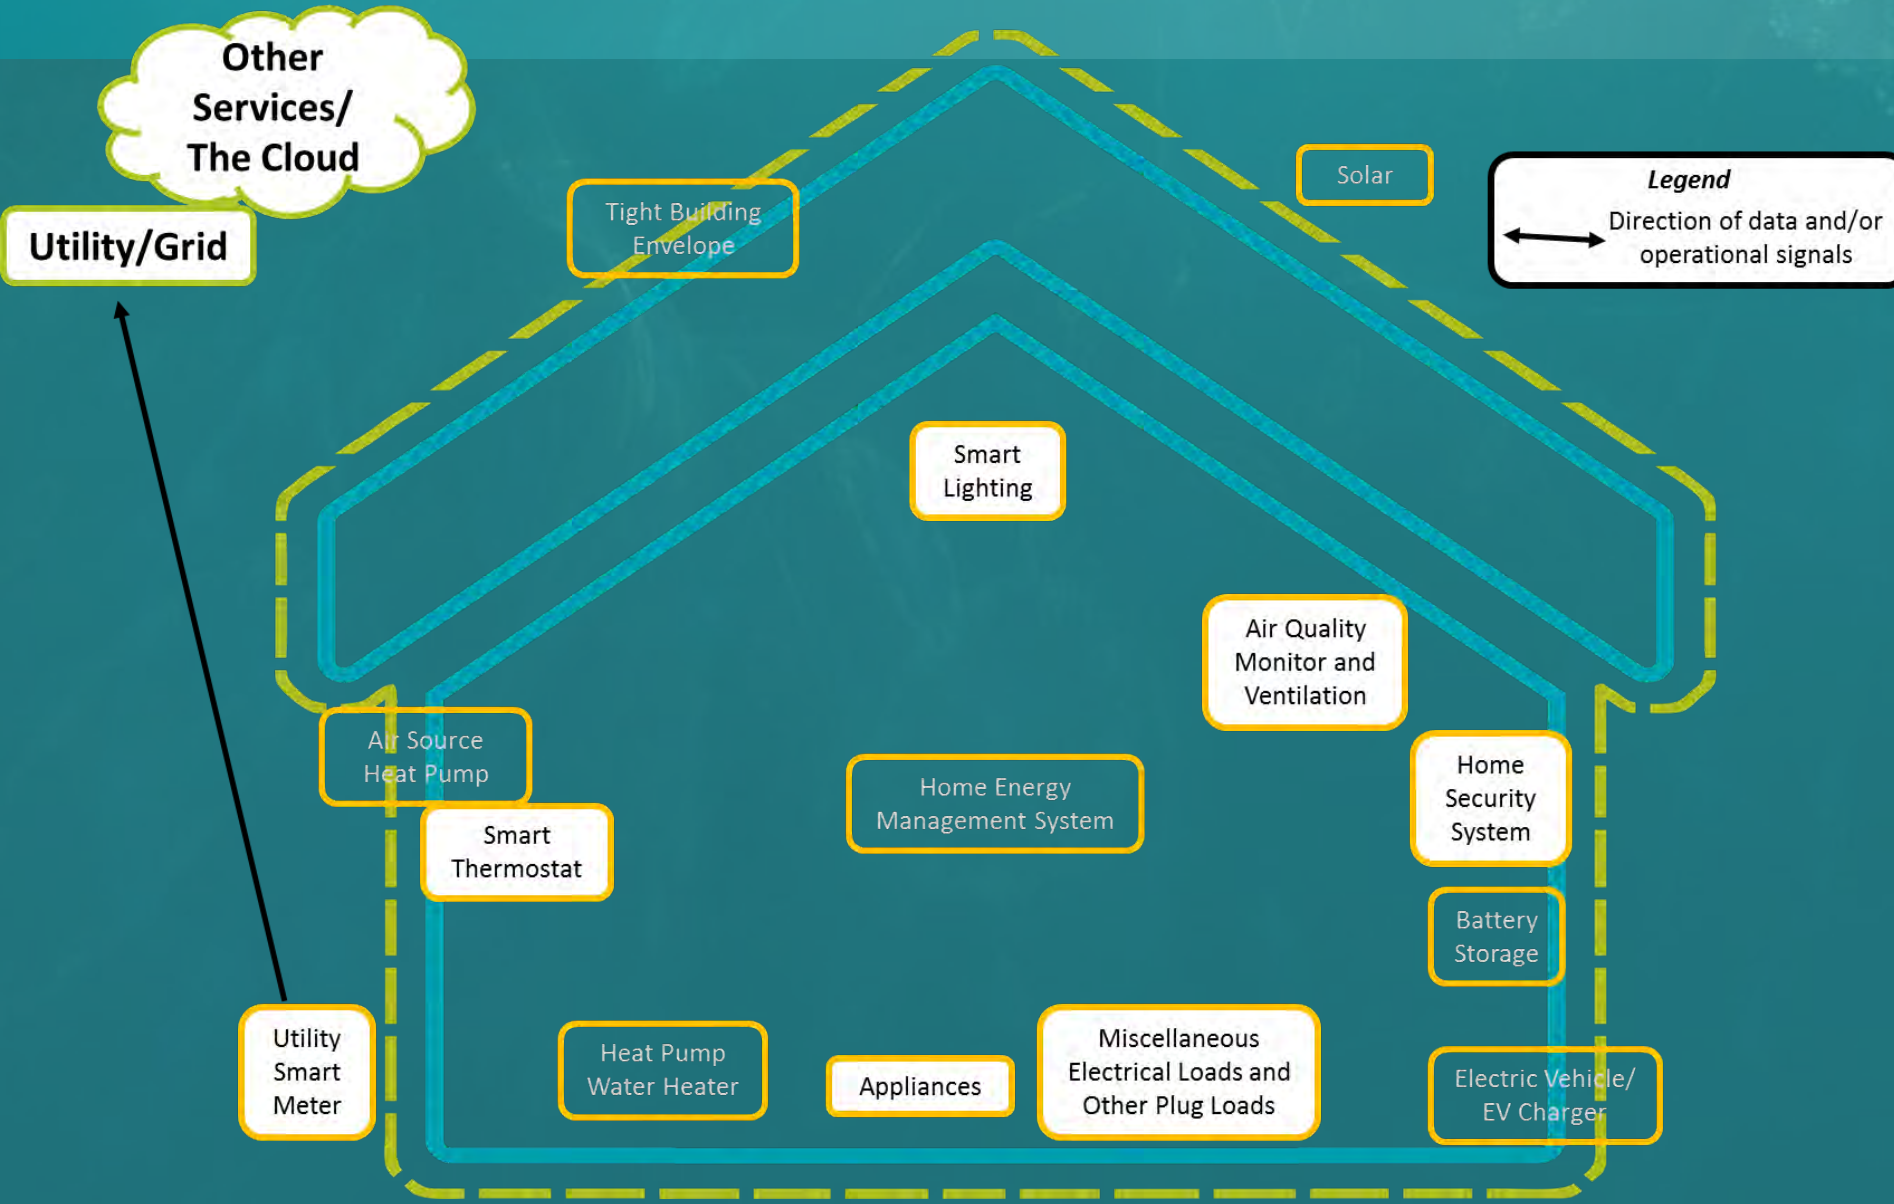 Other
Services/
The Cloud
Utility/Grid
Tight Building
Envelope
Solar
Legend
Direction of data and/or
operational signals
Smart
Lighting
Air Quality
Monitor and
Ventilation
Air Source
Heat Pump
Smart
Thermostat
Home Energy
Management System
Home
Security
System
Battery
Storage
Utility
Smart
Meter
Heat Pump
Water Heater
Appliances
Miscellaneous
Electrical Loads and
Other Plug Loads
Electric Vehicle/
EV Charger